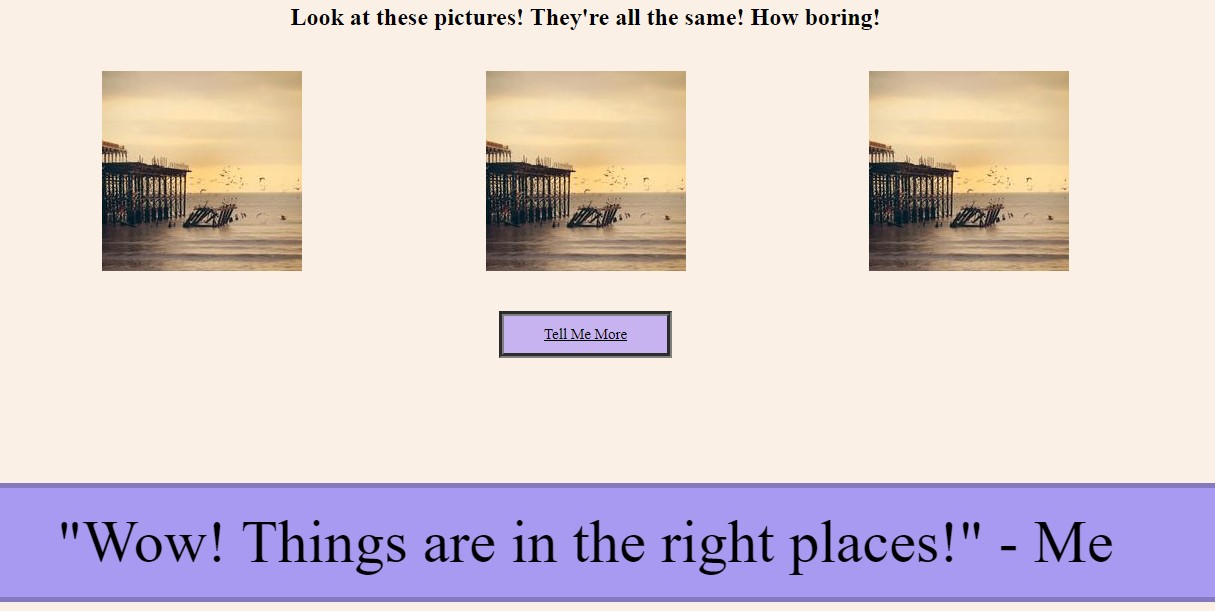 Look at these pictures! They're all the same! How boring!
Tell Me More
"Wow! Things are in the right places!" - Me